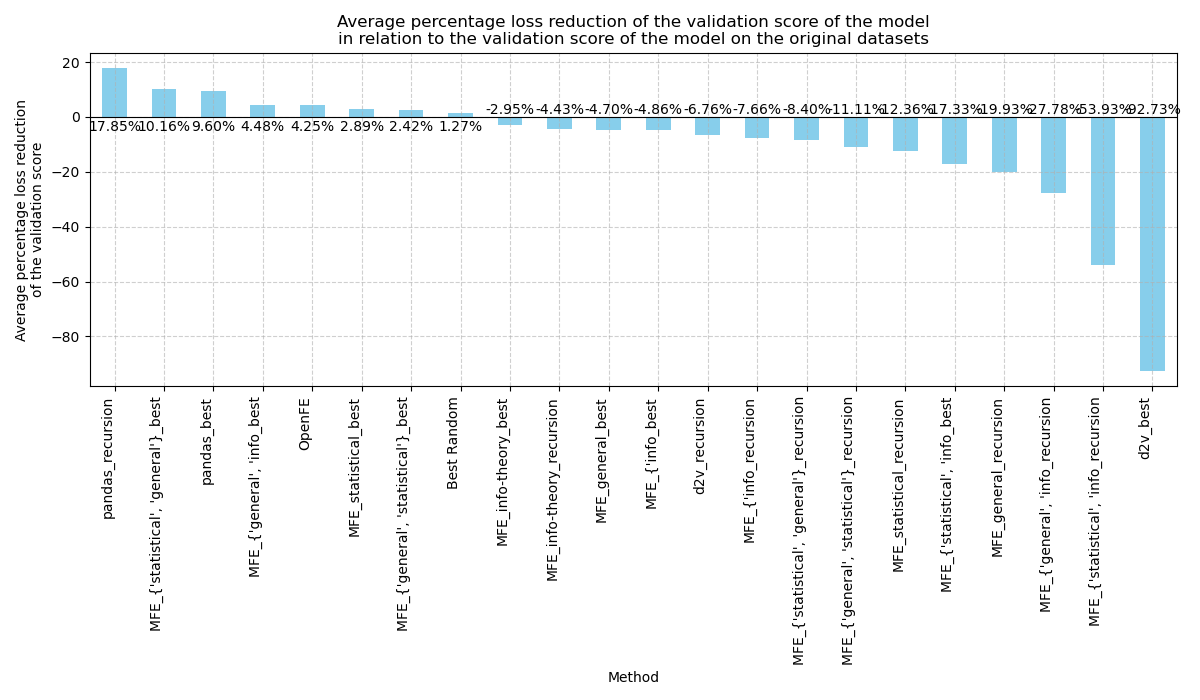 Average percentage loss reduction of the validation score of the model
in relation to the validation score of the model on the original datasets
Average percentage loss reduction
of the validation score
20
0
−20
−40
−60
−80
17.85%
10.16%
9.60%
4.48%
4.25%
2.89%
2.42%
1.27%
-2.95%
-4.43%
-4.70%
-4.86%
-6.76%
-7.66%
-8.40%
-11.11%
-12.36%
-17.33%
-19.93%
-27.78%
-53.93%
-92.73%
pandas_recursion
MFE_{'statistical', 'general'}_best
pandas_best
MFE_{'general', 'info_best
OpenFE
MFE_statistical_best
MFE_{'general', 'statistical'}_best
Best Random
MFE_info-theory_best
MFE_info-theory_recursion
MFE_general_best
MFE_{'info_best
d2v_recursion
MFE_{'info_recursion
MFE_{'statistical', 'general'}_recursion
MFE_{'general', 'statistical'}_recursion
MFE_statistical_recursion
MFE_{'statistical', 'info_best
MFE_general_recursion
MFE_{'general', 'info_recursion
MFE_{'statistical', 'info_recursion
d2v_best
Method